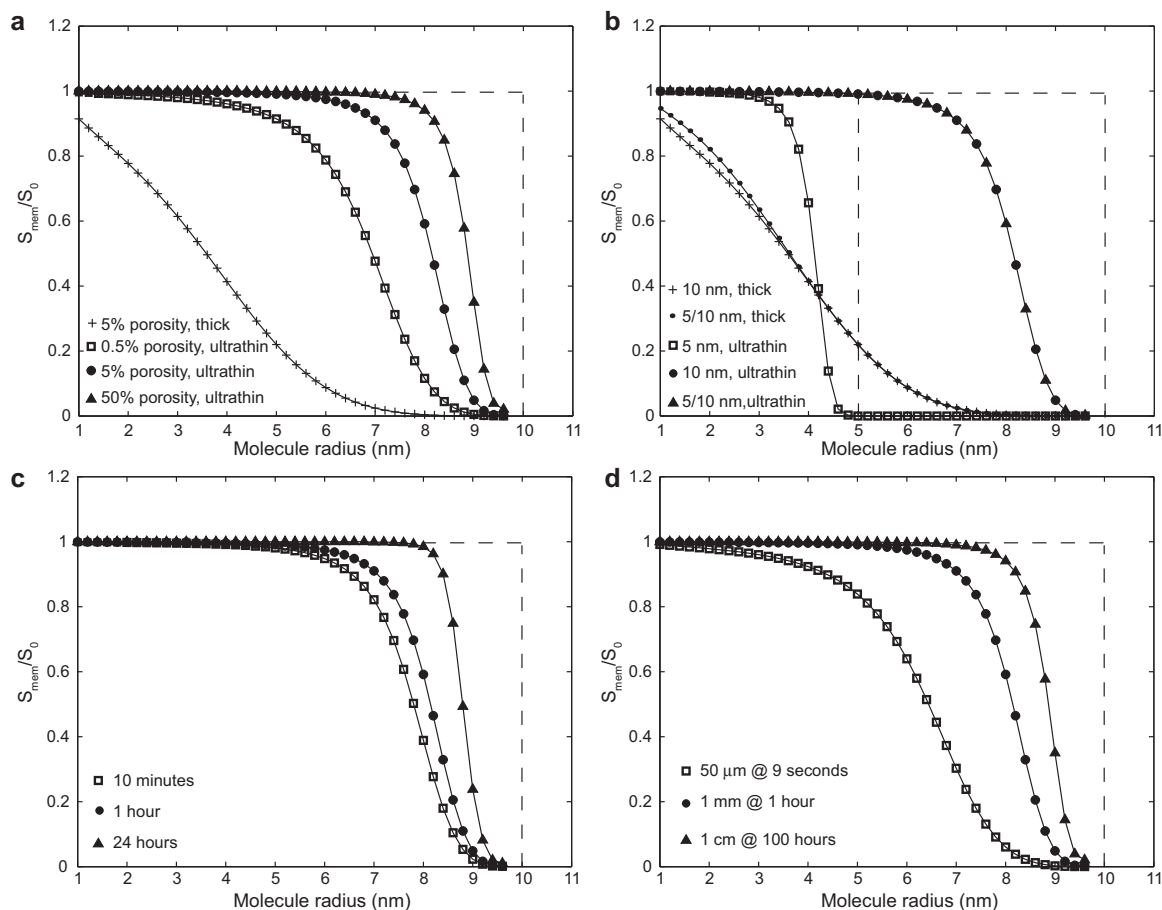 a
1.2
1
0.8
0.6
0.4
0.2
0
S_mem/S_0
+ 5% porosity, thick
0.5% porosity, ultrathin
5% porosity, ultrathin
50% porosity, ultrathin
1 2 3 4 5 6 7 8 9 10 11
Molecule radius (nm)
b
1.2
1
0.8
0.6
0.4
0.2
0
S_mem/S_0
+ 10 nm, thick
5/10 nm, thick
5 nm, ultrathin
10 nm, ultrathin
5/10 nm,ultrathin
1 2 3 4 5 6 7 8 9 10 11
Molecule radius (nm)
c
1.2
1
0.8
0.6
0.4
0.2
0
S_mem/S_0
10 minutes
1 hour
24 hours
1 2 3 4 5 6 7 8 9 10 11
Molecule radius (nm)
d
1.2
1
0.8
0.6
0.4
0.2
0
S_mem/S_0
50 μm @ 9 seconds
1 mm @ 1 hour
1 cm @ 100 hours
1 2 3 4 5 6 7 8 9 10 11
Molecule radius (nm)